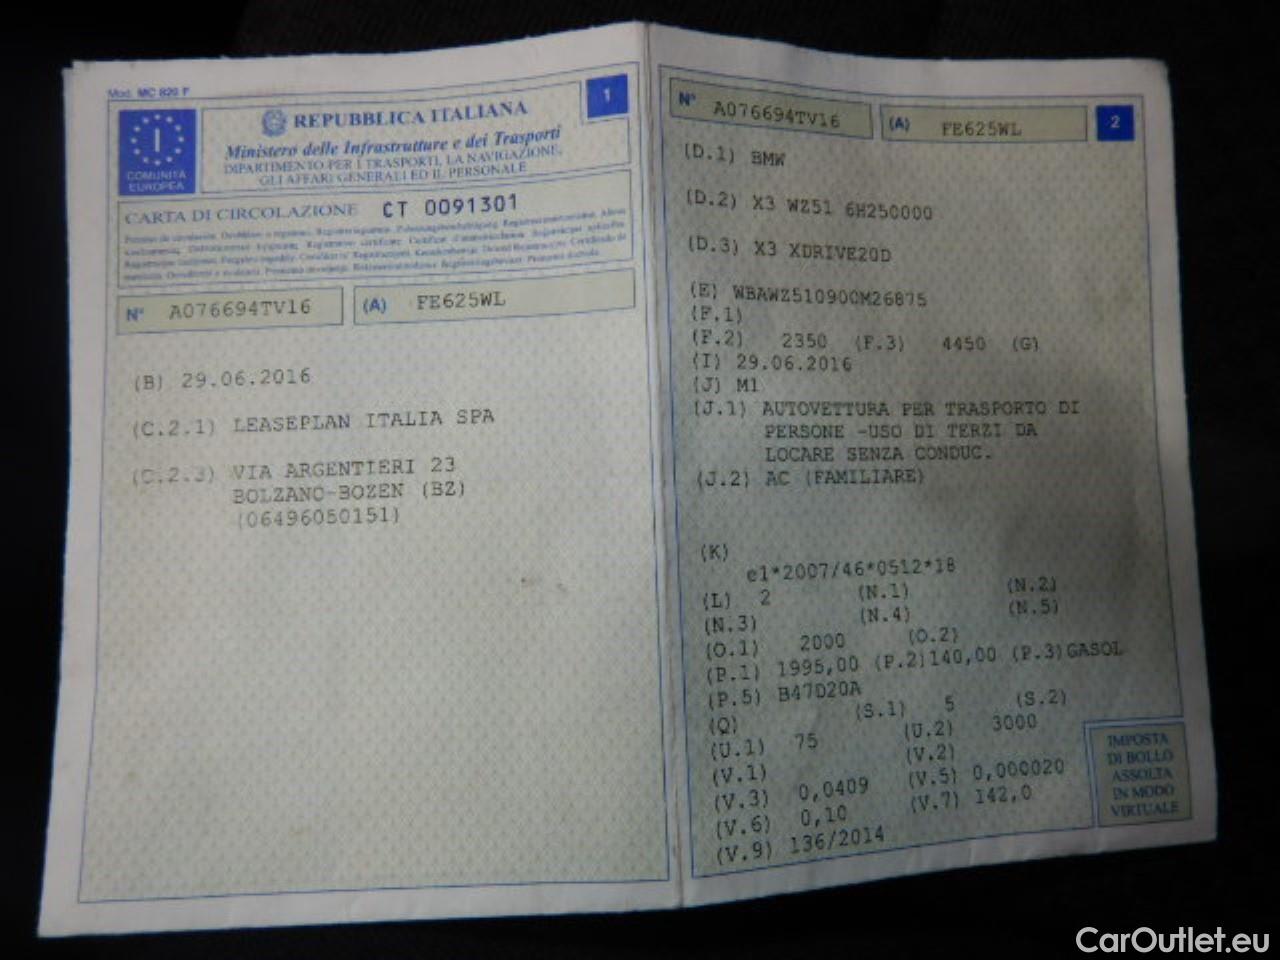 Mod. MC 820 F
1
I
COMUNITÀ
EUROPEA
REPUBBLICA ITALIANA
Ministero delle Infrastrutture e dei Trasporti
DIPARTIMENTO PER I TRASPORTI, LA NAVIGAZIONE,
GLI AFFARI GENERALI ED IL PERSONALE
CARTA DI CIRCOLAZIONE CT 0091301
N° A076694TV16 (A) FE625WL
(B) 29.06.2016
(C.2.1) LEASEPLAN ITALIA SPA
(C.2.3) VIA ARGENTIERI 23
BOLZANO-BOZEN (BZ)
(06496050151)
N° A076694TV16 (A) FE625WL 2
(D.1) BMW
(D.2) X3 WZ51 6H250000
(D.3) X3 XDRIVE20D
(E) WBAWZ51090CM26875
(F.1)
(F.2) 2350 (F.3) 4450 (G)
(I) 29.06.2016
(J) M1
(J.1) AUTOVETTURA PER TRASPORTO DI
PERSONE -USO DI TERZI DA
LOCARE SENZA CONDUC.
(J.2) AC (FAMILIARE)
(K)
e1*2007/46*0512*18
(L) 2 (N.1) (N.2)
(N.3) (N.4) (N.5)
(O.1) 2000 (O.2)
(P.1) 1995,00 (P.2)140,00 (P.3)GASOL
(P.5) B47D20A
(Q) (S.1) 5 (S.2)
(U.1) 75 (U.2) 3000
(V.1) (V.2)
(V.3) 0,0409 (V.5) 0,000020
(V.6) 0,10 (V.7) 142,0
(V.9) 136/2014
IMPOSTA
DI BOLLO
ASSOLTA
IN MODO
VIRTUALE
CarOutlet.eu